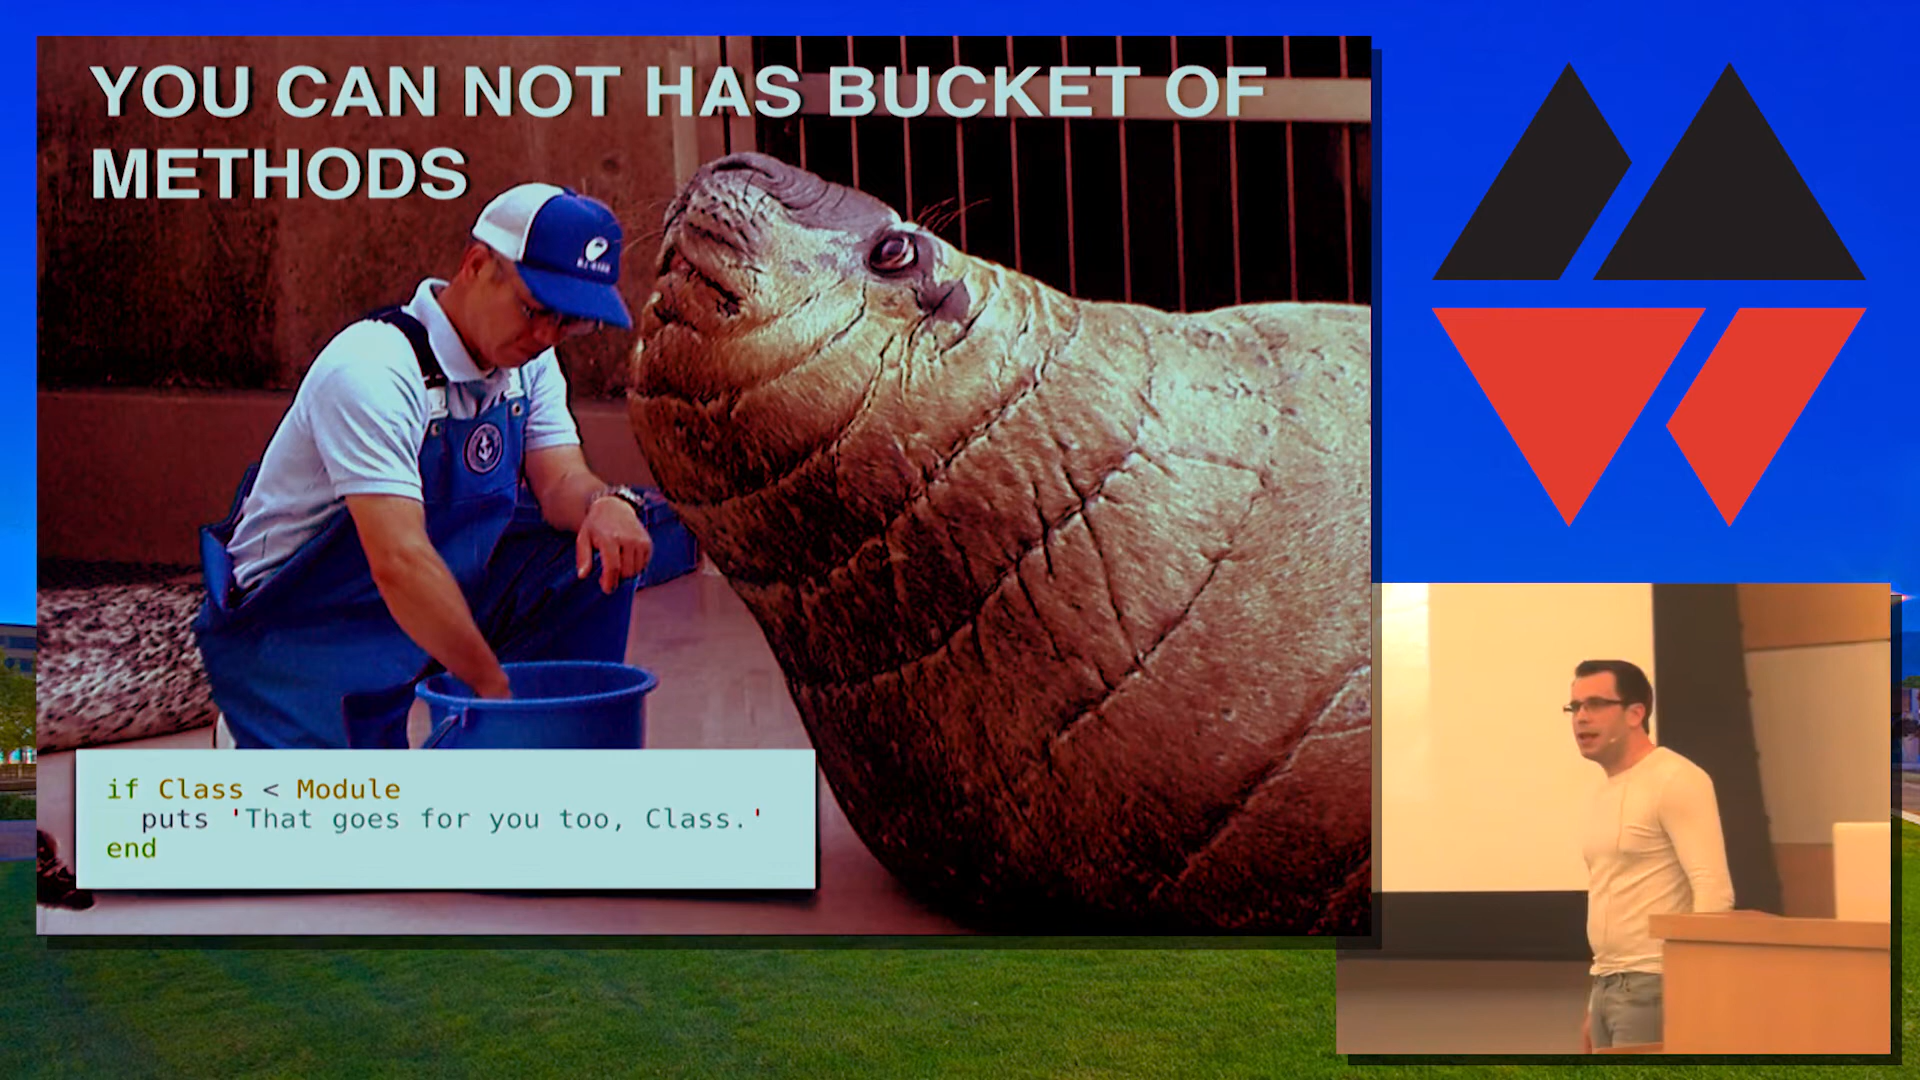 YOU CAN NOT HAS BUCKET OF
METHODS
if Class < Module
puts 'That goes for you too, Class.'
end